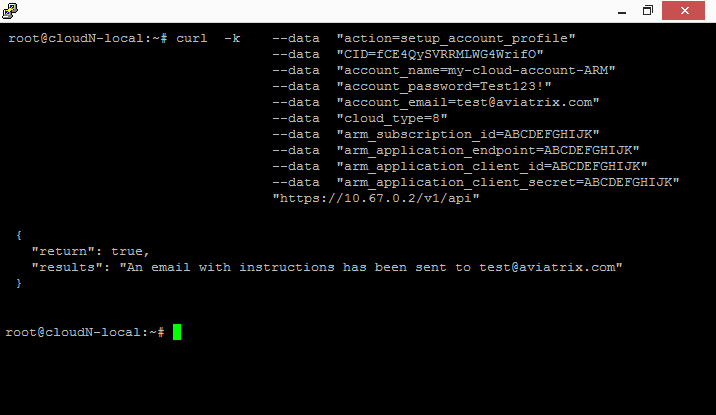 root@cloudN-local:~# curl  -k    --data  "action=setup_account_profile"
--data  "CID=fCE4QySVRRMLWG4WrifO"
--data  "account_name=my-cloud-account-ARM"
--data  "account_password=Test123!"
--data  "account_email=test@aviatrix.com"
--data  "cloud_type=8"
--data  "arm_subscription_id=ABCDEFGHIJK"
--data  "arm_application_endpoint=ABCDEFGHIJK"
--data  "arm_application_client_id=ABCDEFGHIJK"
--data  "arm_application_client_secret=ABCDEFGHIJK"
"https://10.67.0.2/v1/api"
{
"return": true,
"results": "An email with instructions has been sent to test@aviatrix.com"
}
root@cloudN-local:~#